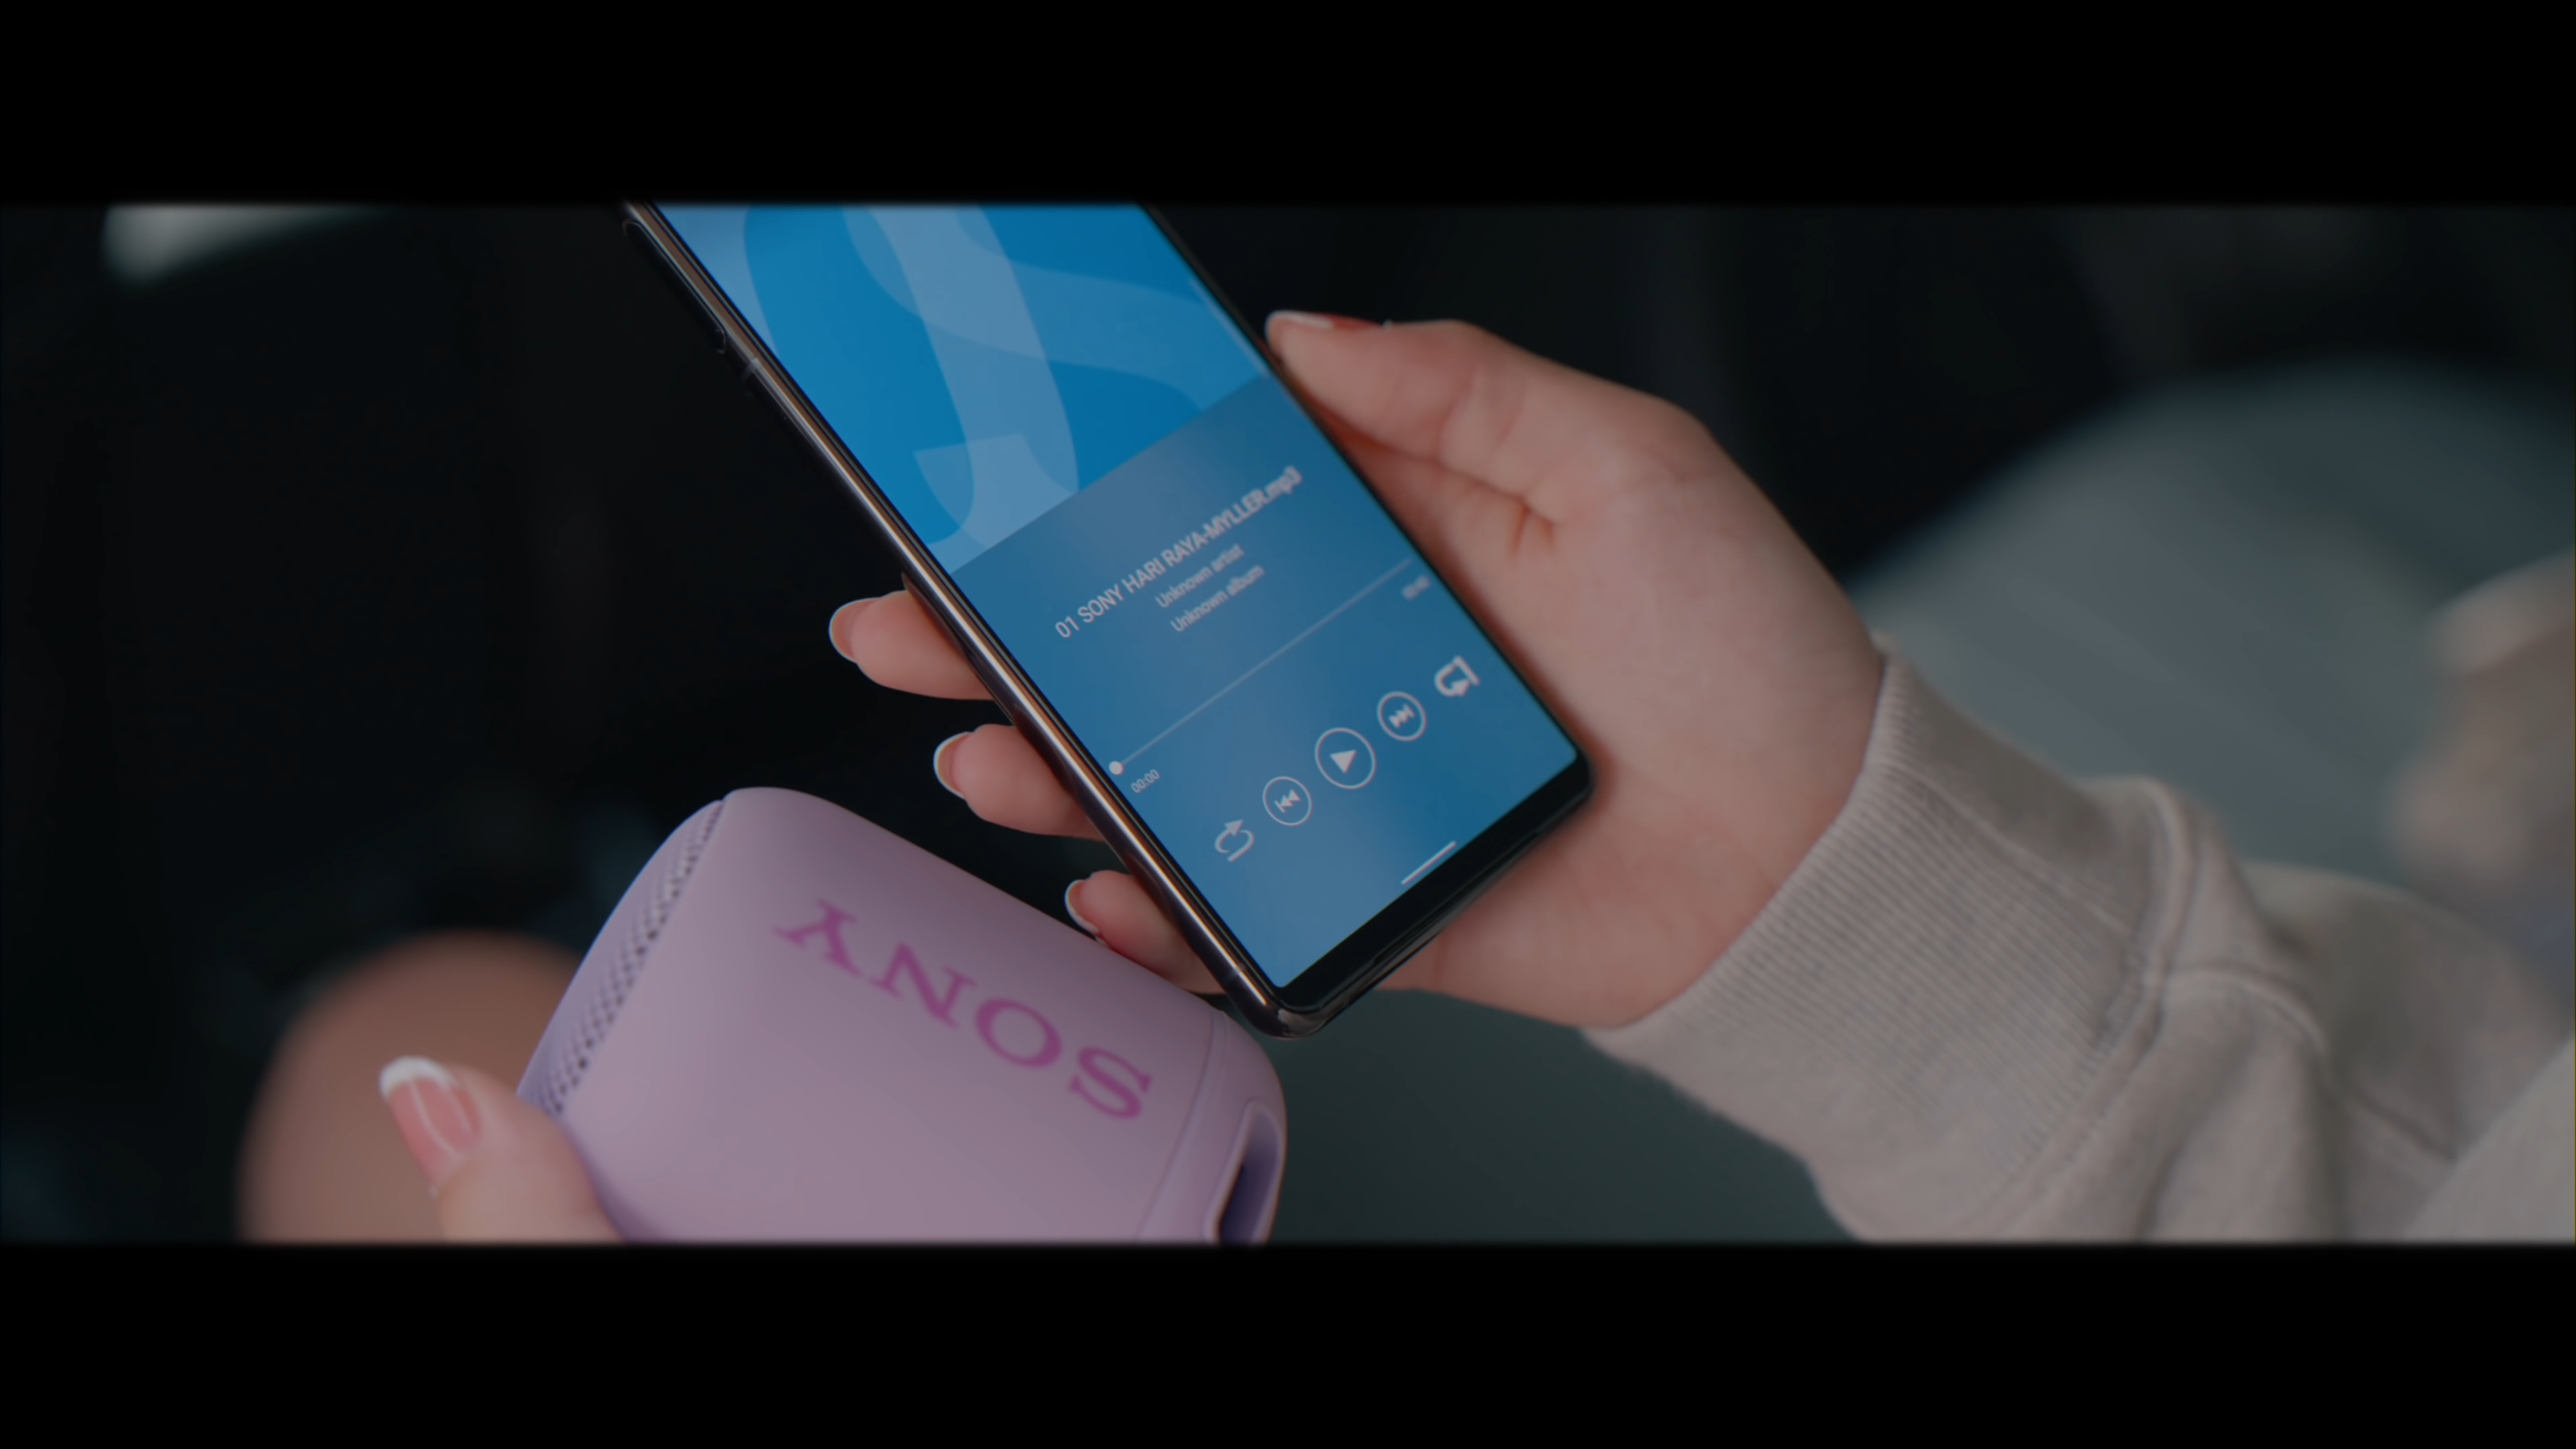 01 SONY HARI RAYA-MYLLER.mp3
Unknown artist
Unknown album
00:00
SONY